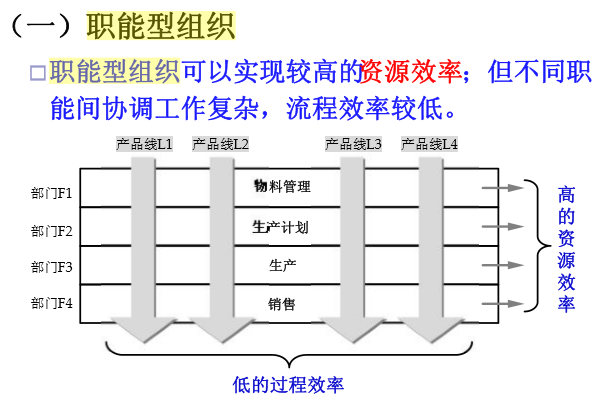 （一）职能型组织
□职能型组织可以实现较高的资源效率；但不同职
能间协调工作复杂，流程效率较低。
产品线L1 产品线L2 产品线L3 产品线L4
部门F1 物料管理
部门F2 生产计划
部门F3 生产
部门F4 销售
高的资源效率
低的过程效率